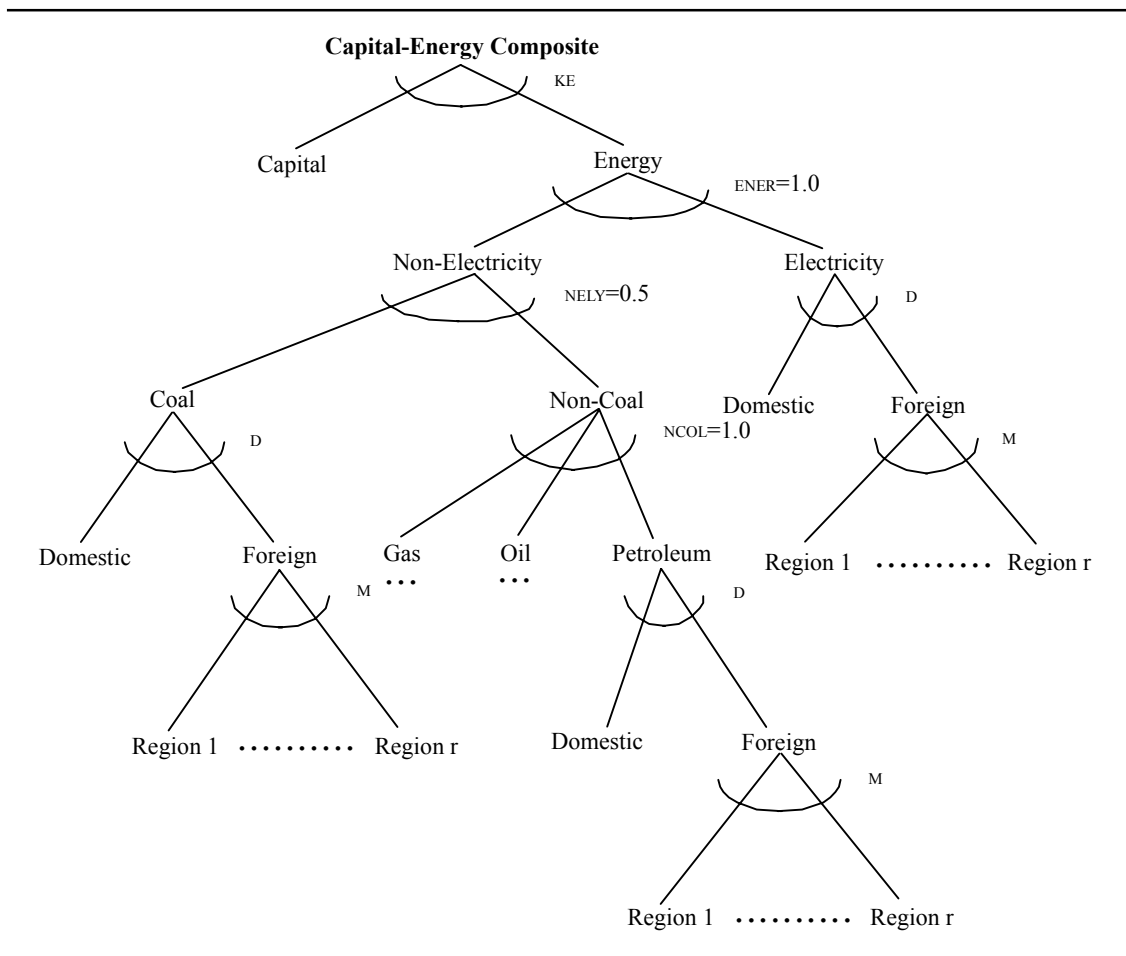 Capital-Energy Composite
KE
Capital
Energy
ENER=1.0
Non-Electricity
Electricity
NELY=0.5
D
Coal
Non-Coal
Domestic
Foreign
D
NCOL=1.0
M
Domestic
Foreign
Gas
Oil
Petroleum
Region 1 .......... Region r
M
...
...
D
Region 1 .......... Region r
Domestic
Foreign
M
Region 1 .......... Region r